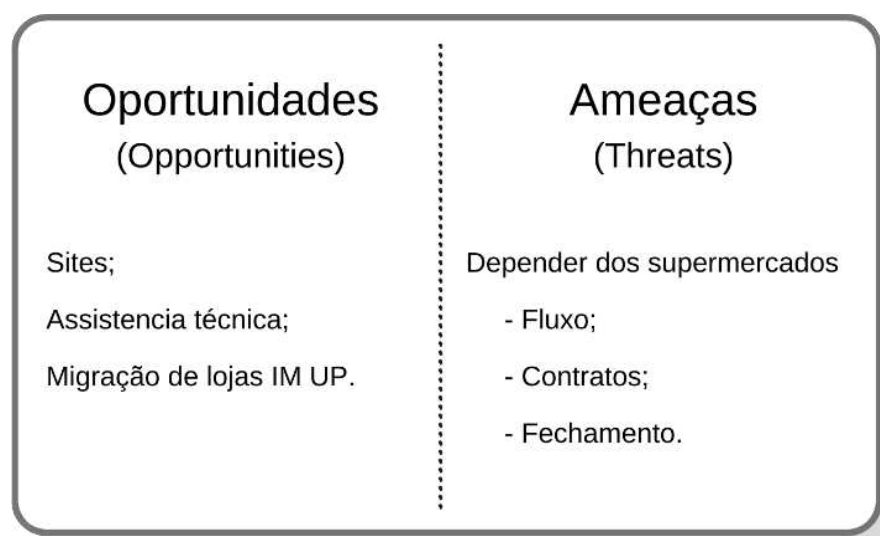 Oportunidades
(Opportunities)
Sites;
Assistencia técnica;
Migração de lojas IM UP.
Ameaças
(Threats)
Depender dos supermercados
- Fluxo;
- Contratos;
- Fechamento.